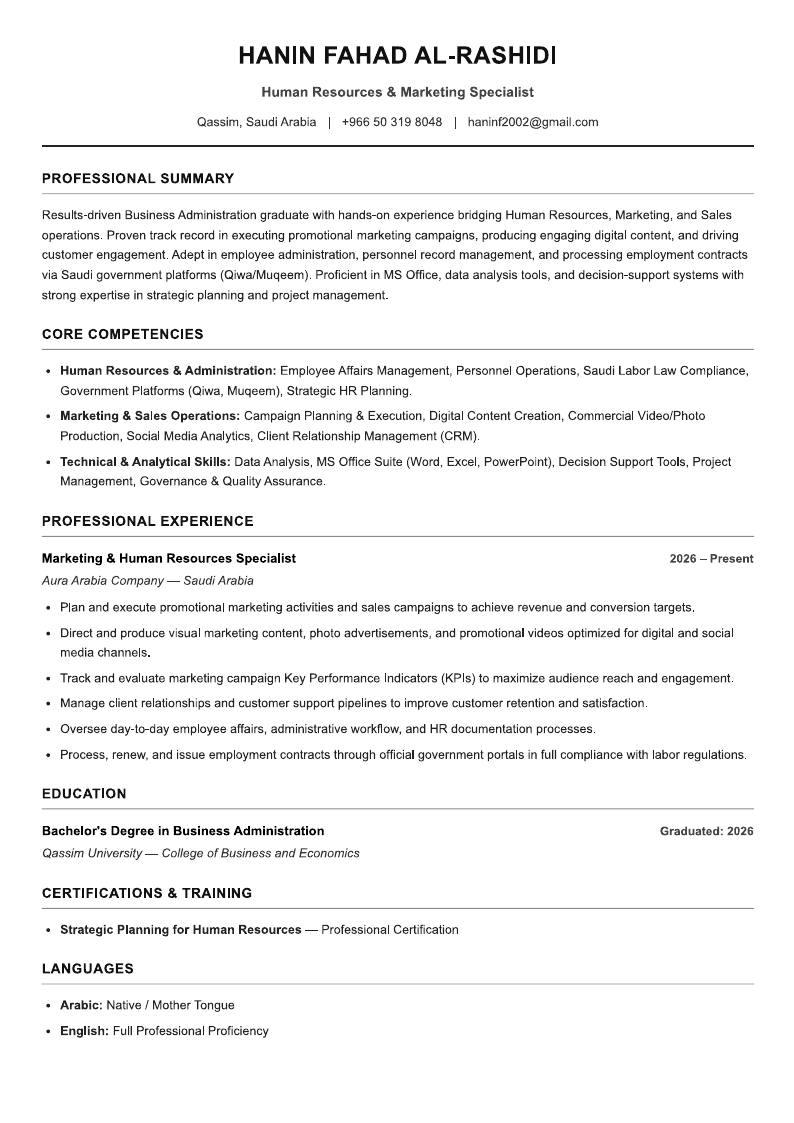 HANIN FAHAD AL-RASHIDI
Human Resources & Marketing Specialist
Qassim, Saudi Arabia | +966 50 319 8048 | haninf2002@gmail.com
PROFESSIONAL SUMMARY
Results-driven Business Administration graduate with hands-on experience bridging Human Resources, Marketing, and Sales
operations. Proven track record in executing promotional marketing campaigns, producing engaging digital content, and driving
customer engagement. Adept in employee administration, personnel record management, and processing employment contracts
via Saudi government platforms (Qiwa/Muqeem). Proficient in MS Office, data analysis tools, and decision-support systems with
strong expertise in strategic planning and project management.
CORE COMPETENCIES
• Human Resources & Administration: Employee Affairs Management, Personnel Operations, Saudi Labor Law Compliance,
Government Platforms (Qiwa, Muqeem), Strategic HR Planning.
• Marketing & Sales Operations: Campaign Planning & Execution, Digital Content Creation, Commercial Video/Photo
Production, Social Media Analytics, Client Relationship Management (CRM).
• Technical & Analytical Skills: Data Analysis, MS Office Suite (Word, Excel, PowerPoint), Decision Support Tools, Project
Management, Governance & Quality Assurance.
PROFESSIONAL EXPERIENCE
Marketing & Human Resources Specialist 2026 – Present
Aura Arabia Company — Saudi Arabia
• Plan and execute promotional marketing activities and sales campaigns to achieve revenue and conversion targets.
• Direct and produce visual marketing content, photo advertisements, and promotional videos optimized for digital and social
media channels.
• Track and evaluate marketing campaign Key Performance Indicators (KPIs) to maximize audience reach and engagement.
• Manage client relationships and customer support pipelines to improve customer retention and satisfaction.
• Oversee day-to-day employee affairs, administrative workflow, and HR documentation processes.
• Process, renew, and issue employment contracts through official government portals in full compliance with labor regulations.
EDUCATION
Bachelor's Degree in Business Administration Graduated: 2026
Qassim University — College of Business and Economics
CERTIFICATIONS & TRAINING
• Strategic Planning for Human Resources — Professional Certification
LANGUAGES
• Arabic: Native / Mother Tongue
• English: Full Professional Proficiency